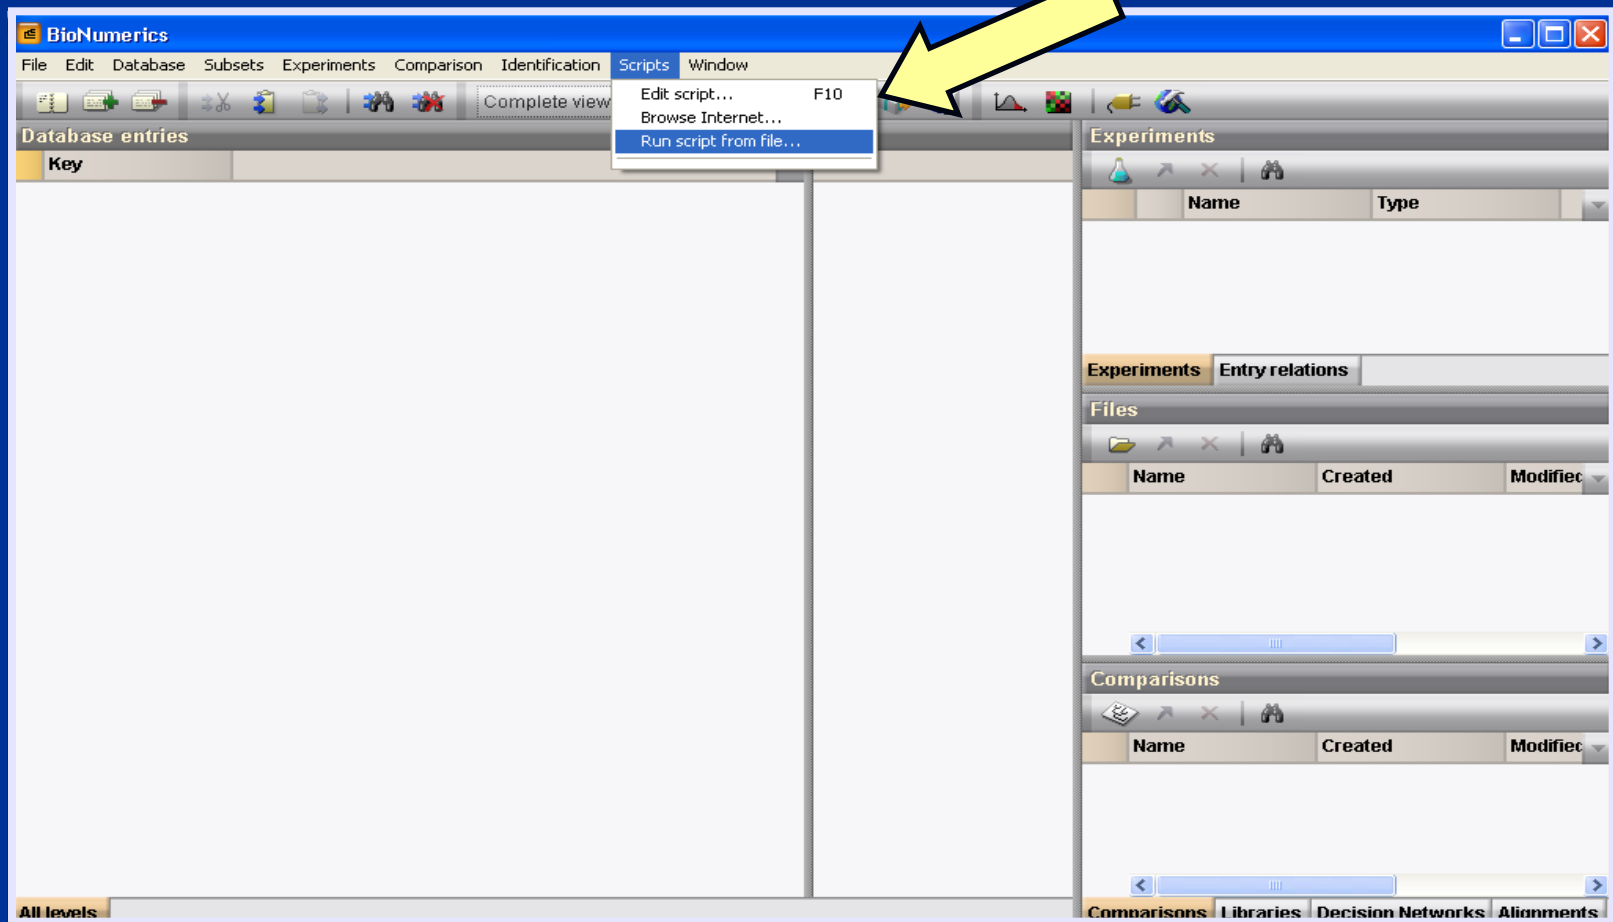 BioNumerics
File Edit Database Subsets Experiments Comparison Identification Scripts Window
Complete view
Edit script... F10
Browse Internet...
Run script from file...
Database entries
Key
Experiments
Name Type
Experiments Entry relations
Files
Name Created Modified
Comparisons
Name Created Modified
All levels
Comparisons Libraries Decision Networks Alignments